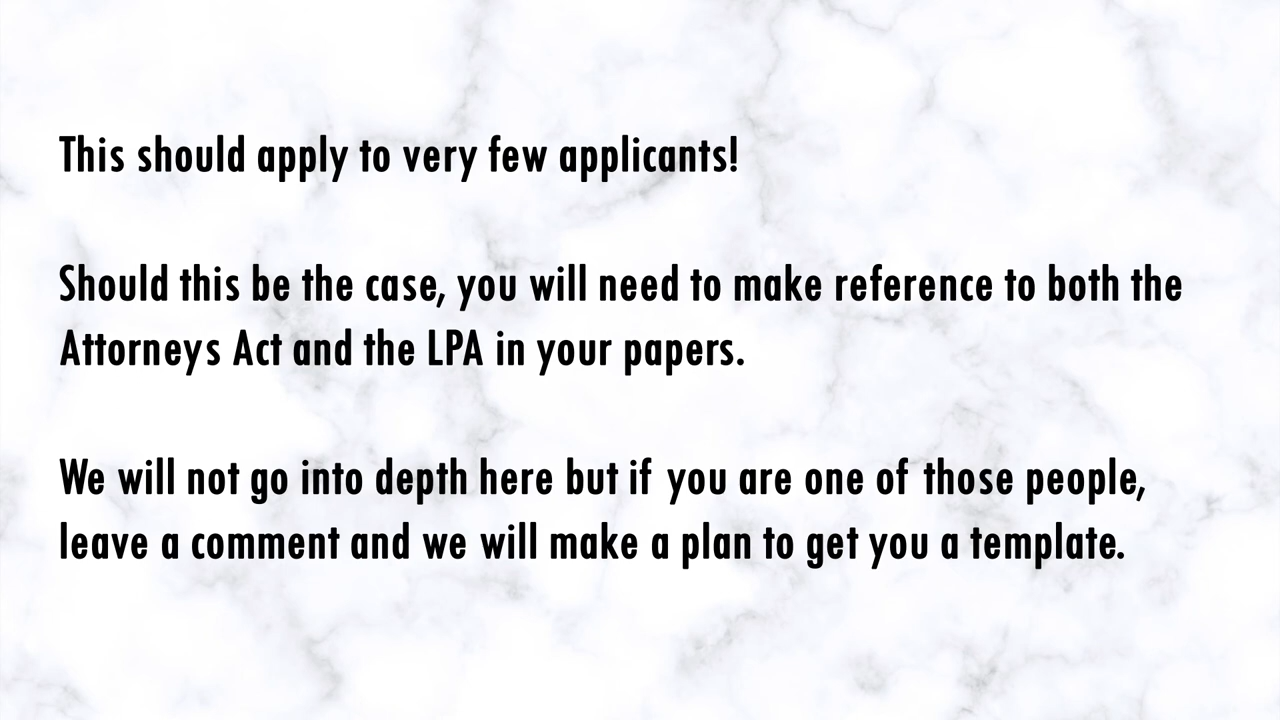 This should apply to very few applicants!
Should this be the case, you will need to make reference to both the
Attorneys Act and the LPA in your papers.
We will not go into depth here but if you are one of those people,
leave a comment and we will make a plan to get you a template.